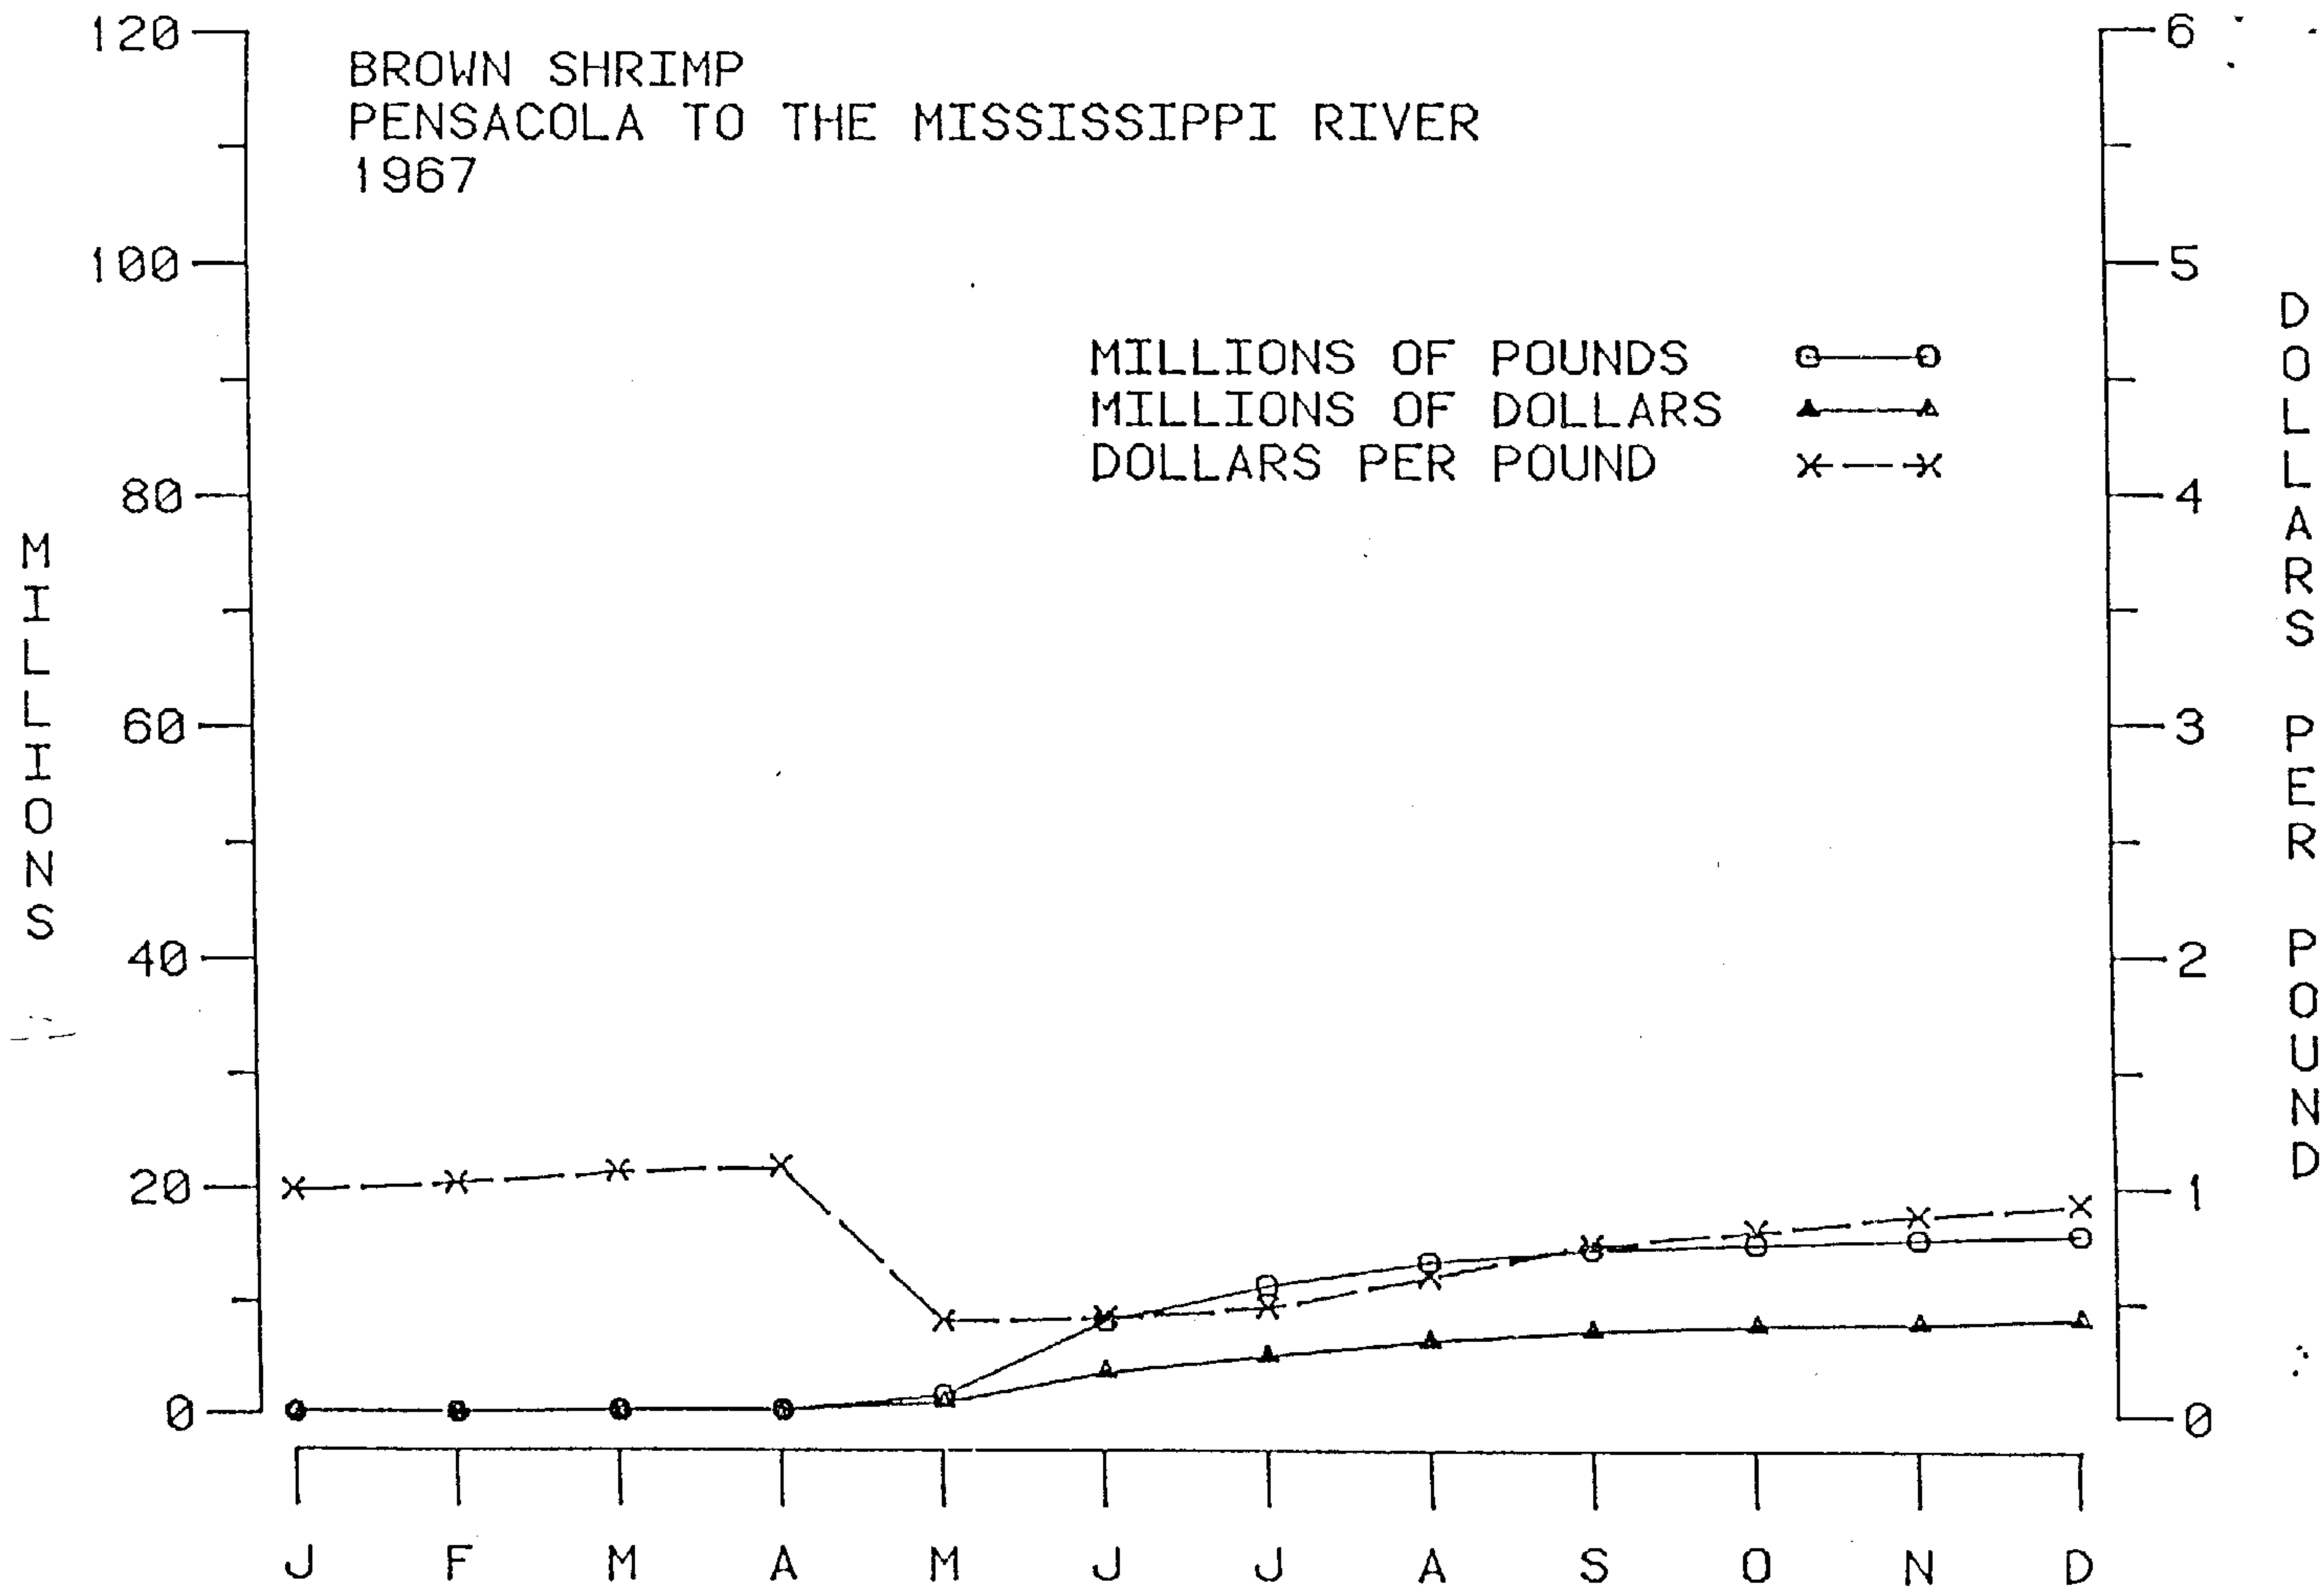 BROWN SHRIMP
PENSACOLA TO THE MISSISSIPPI RIVER
1967
MILLIONS OF POUNDS
MILLIONS OF DOLLARS
DOLLARS PER POUND
MILLIONS
120
100
80
60
40
20
0
6
5
4
3
2
1
0
DOLLARS PER POUND
J F M A M J J A S O N D